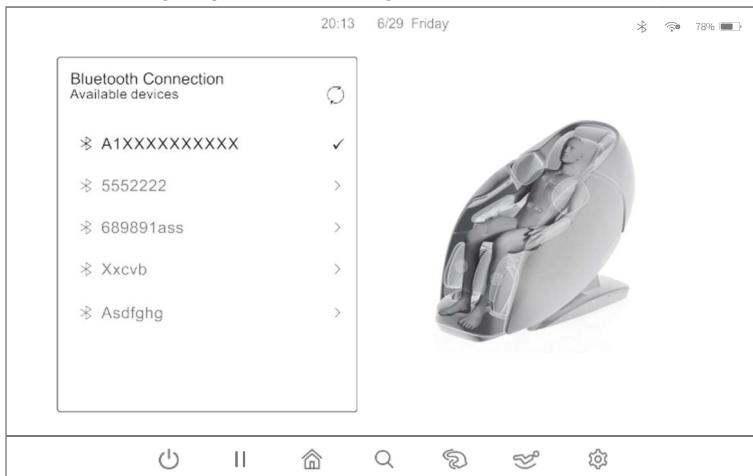 20:13 6/29 Friday 78%
Bluetooth Connection
Available devices
A1XXXXXXXXXX
5552222
689891ass
Xxcvb
Asdfghg